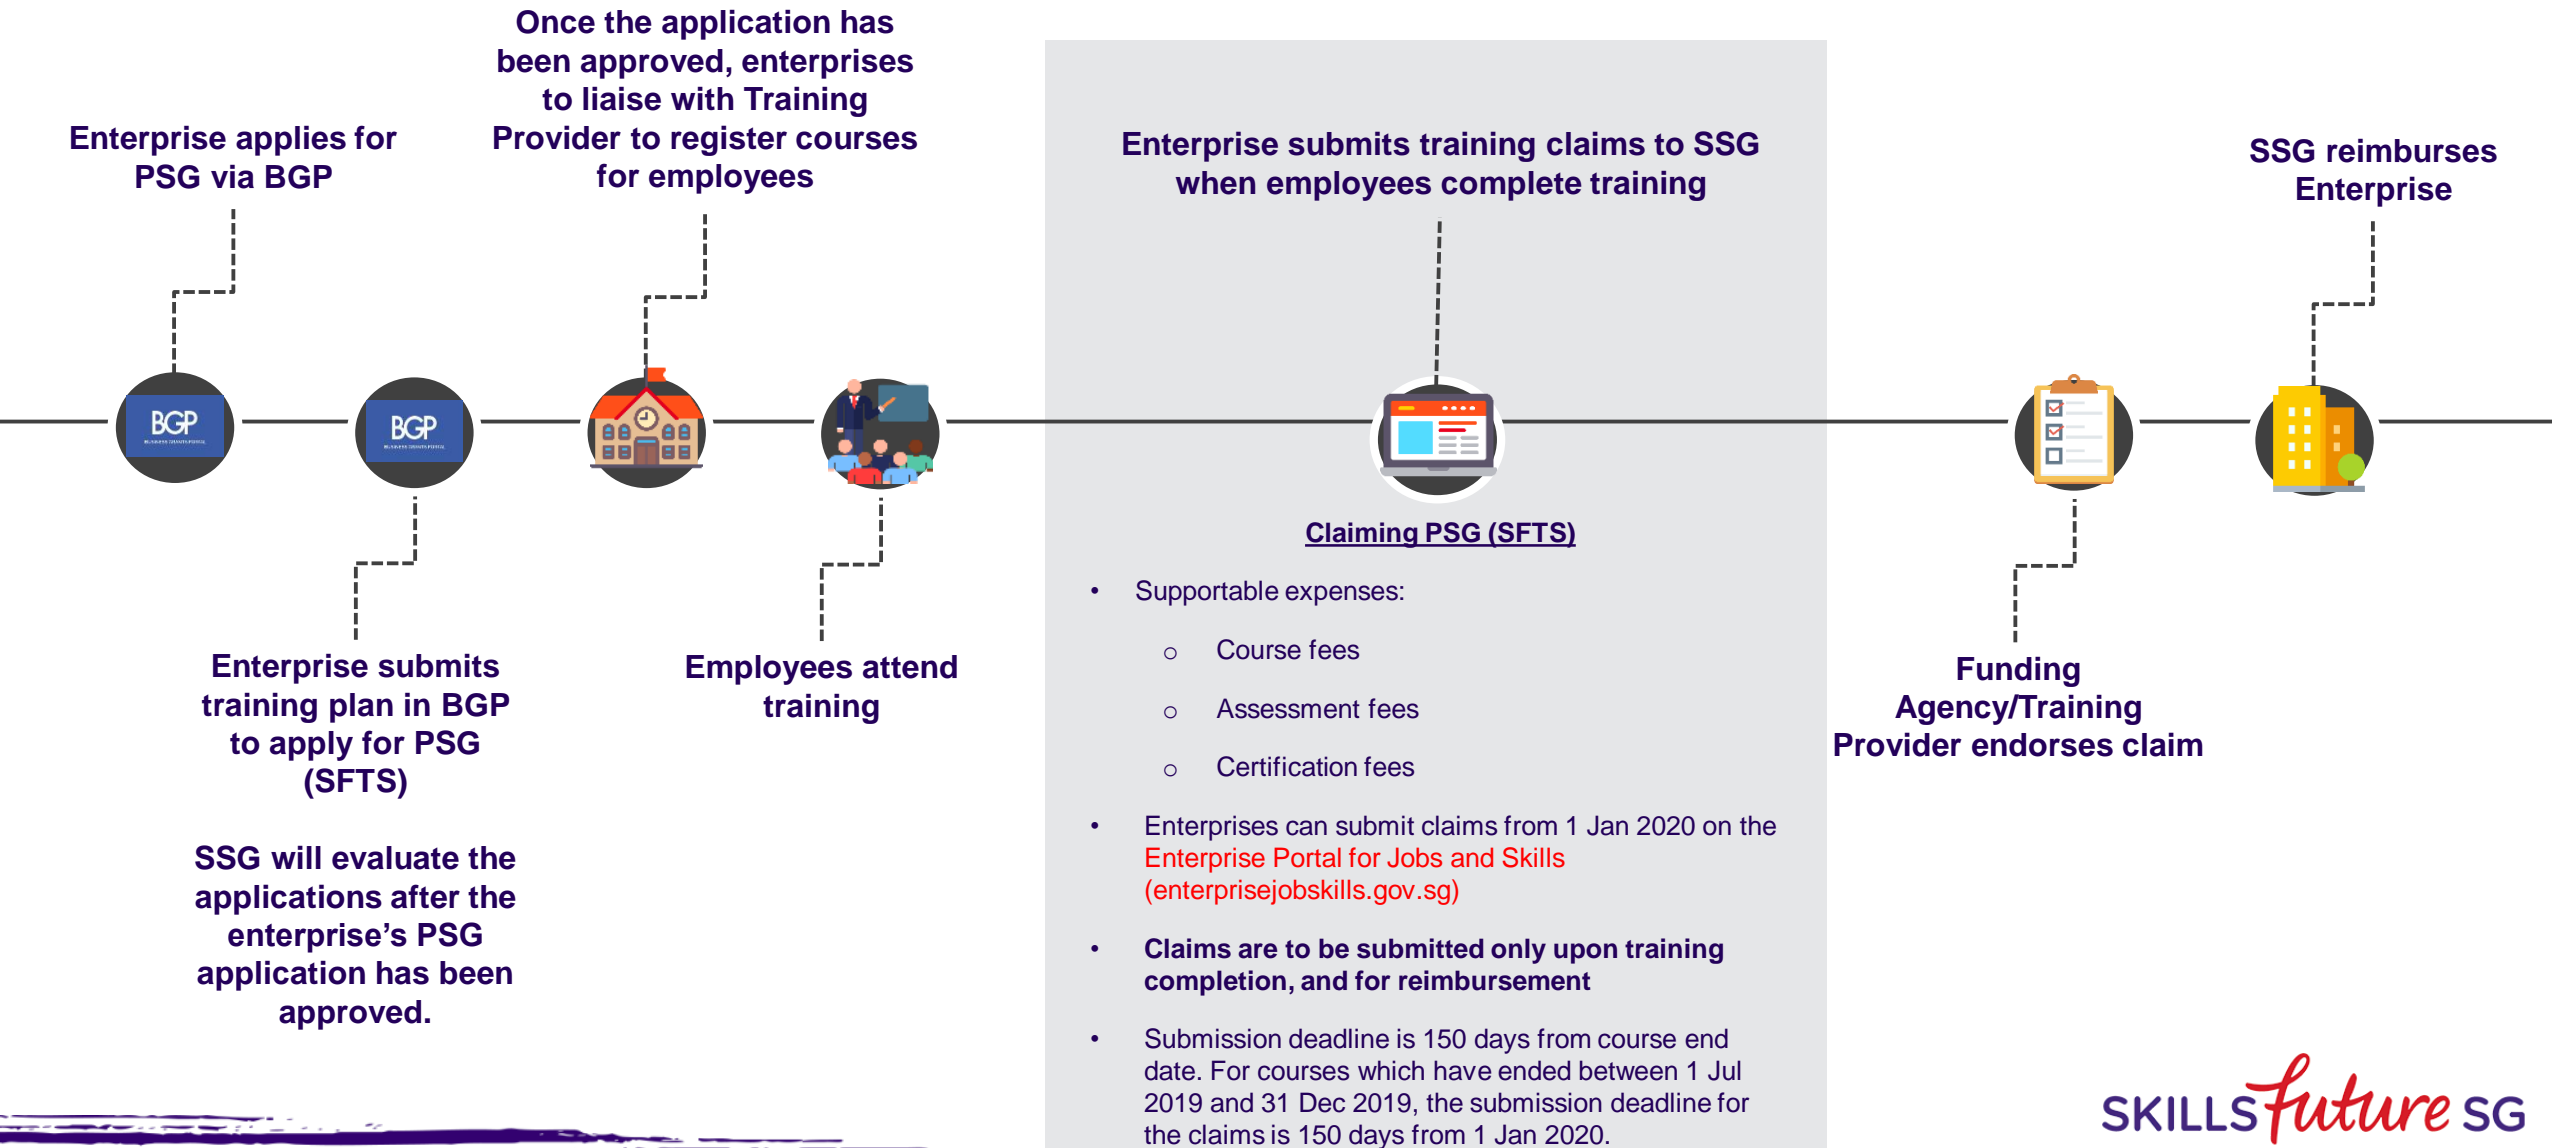 Enterprise applies for
PSG via BGP
BGP
BUSINESS GRANTS PORTAL
BGP
BUSINESS GRANTS PORTAL
Enterprise submits
training plan in BGP
to apply for PSG
(SFTS)
SSG will evaluate the
applications after the
enterprise’s PSG
application has been
approved.
Once the application has
been approved, enterprises
to liaise with Training
Provider to register courses
for employees
Employees attend
training
Enterprise submits training claims to SSG
when employees complete training
Claiming PSG (SFTS)
• Supportable expenses:
o Course fees
o Assessment fees
o Certification fees
• Enterprises can submit claims from 1 Jan 2020 on the
Enterprise Portal for Jobs and Skills
(enterprisejobskills.gov.sg)
• Claims are to be submitted only upon training
completion, and for reimbursement
• Submission deadline is 150 days from course end
date. For courses which have ended between 1 Jul
2019 and 31 Dec 2019, the submission deadline for
the claims is 150 days from 1 Jan 2020.
Funding
Agency/Training
Provider endorses claim
SSG reimburses
Enterprise
SKILLS future SG